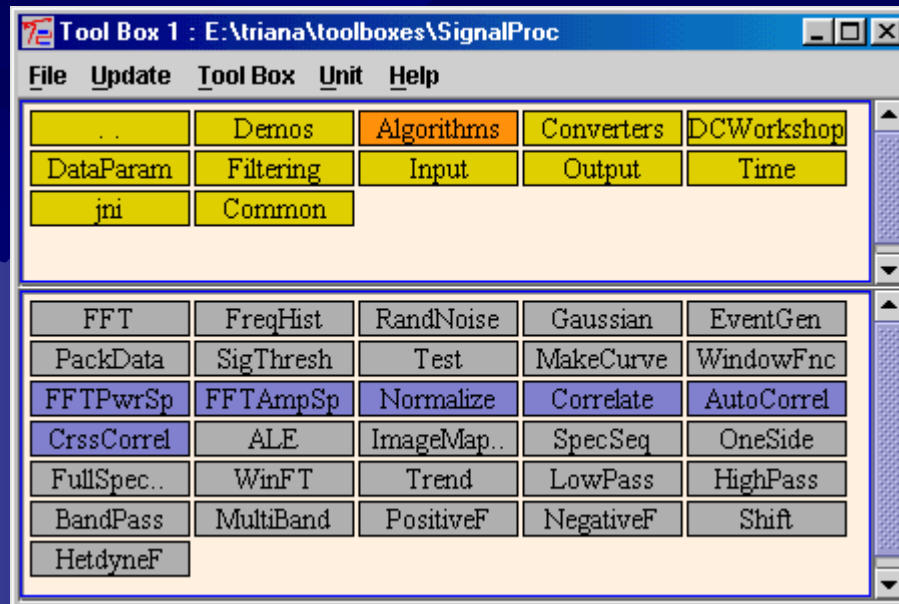 Tool Box 1 : E:\triana\toolboxes\SignalProc
File Update Tool Box Unit Help
. . Demos Algorithms Converters DCWorkshop
DataParam Filtering Input Output Time
jni Common
FFT FreqHist RandNoise Gaussian EventGen
PackData SigThresh Test MakeCurve WindowFnc
FFTPwrSp FFTAmpSp Normalize Correlate AutoCorrel
CrssCorrel ALE ImageMap.. SpecSeq OneSide
FullSpec.. WinFT Trend LowPass HighPass
BandPass MultiBand PositiveF NegativeF Shift
HetdyneF